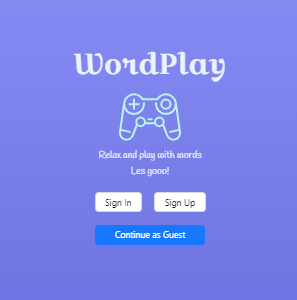 WordPlay
Relax and play with words
Les gooo!
Sign In
Sign Up
Continue as Guest